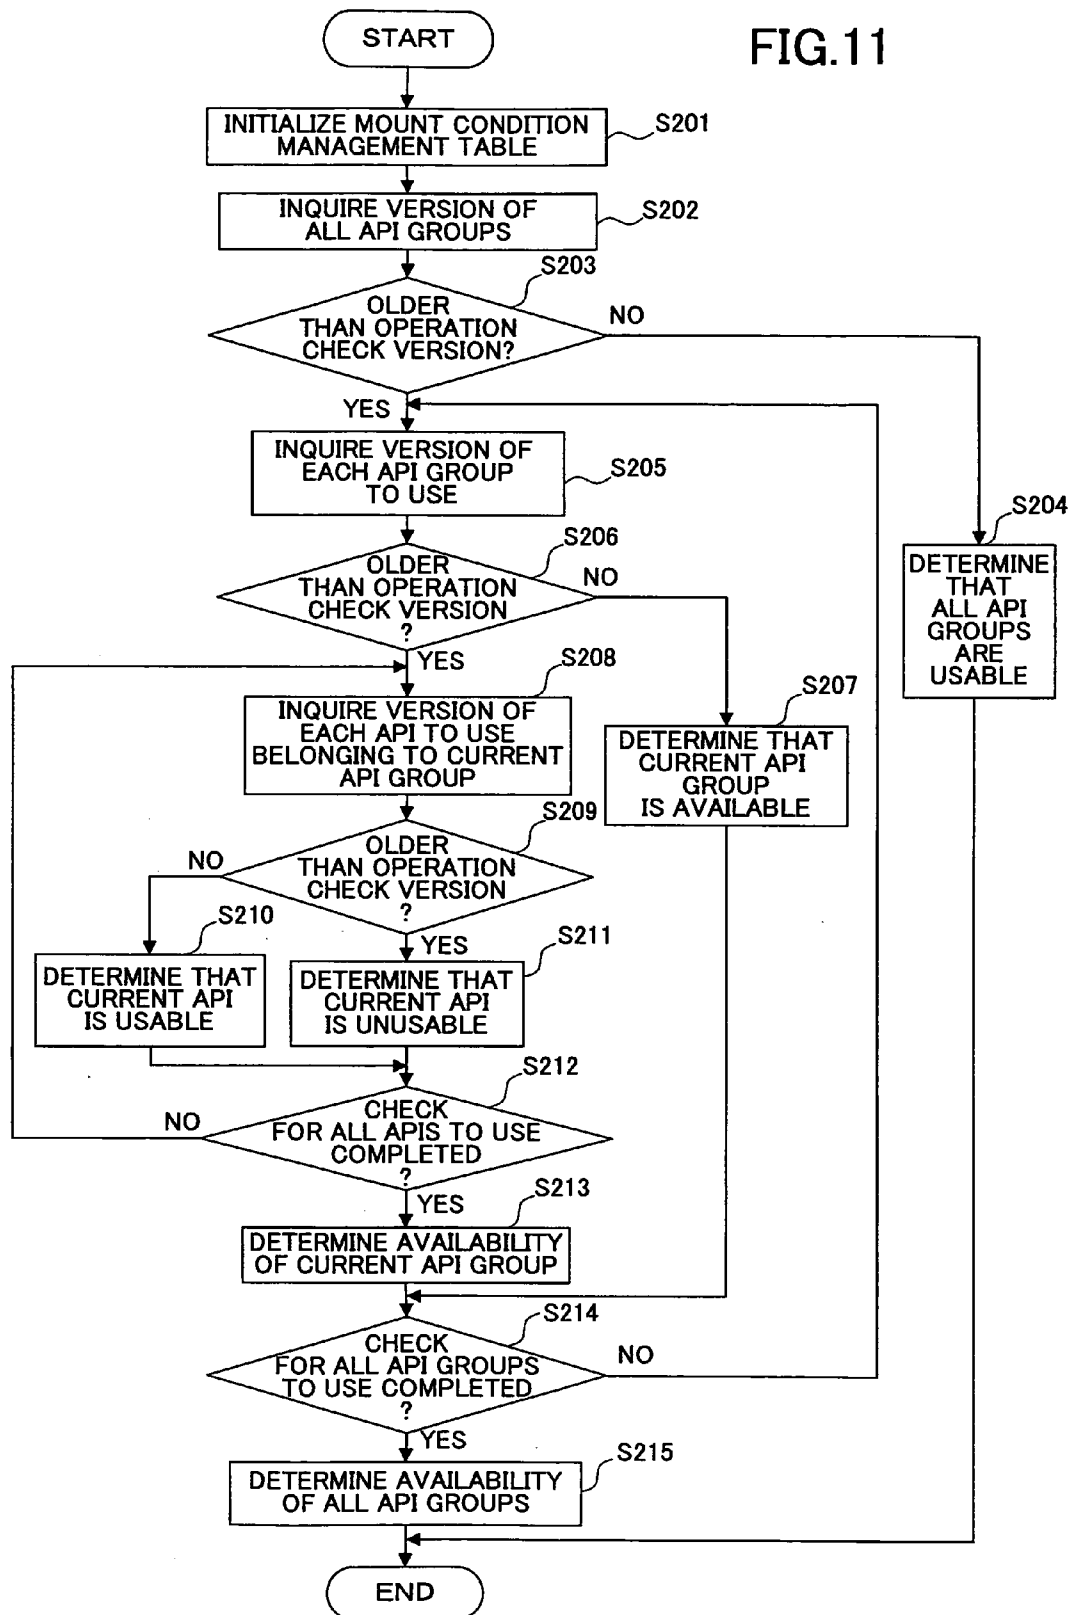 START
FIG.11
INITIALIZE MOUNT CONDITION
MANAGEMENT TABLE
S201
INQUIRE VERSION OF
ALL API GROUPS
S202
S203
OLDER
THAN OPERATION
CHECK VERSION?
NO
YES
INQUIRE VERSION OF
EACH API GROUP
TO USE
S205
S204
DETERMINE
THAT
ALL API
GROUPS
ARE
USABLE
S206
OLDER
THAN OPERATION
CHECK VERSION
?
NO
YES
S208
INQUIRE VERSION OF
EACH API TO USE
BELONGING TO CURRENT
API GROUP
S207
DETERMINE THAT
CURRENT API
GROUP
IS AVAILABLE
S209
OLDER
THAN OPERATION
CHECK VERSION
?
NO
YES
S210
DETERMINE THAT
CURRENT API
IS USABLE
S211
DETERMINE THAT
CURRENT API
IS UNUSABLE
S212
CHECK
FOR ALL APIS TO USE
COMPLETED
?
NO
YES
S213
DETERMINE AVAILABILITY
OF CURRENT API GROUP
S214
CHECK
FOR ALL API GROUPS
TO USE COMPLETED
?
NO
YES
S215
DETERMINE AVAILABILITY
OF ALL API GROUPS
END